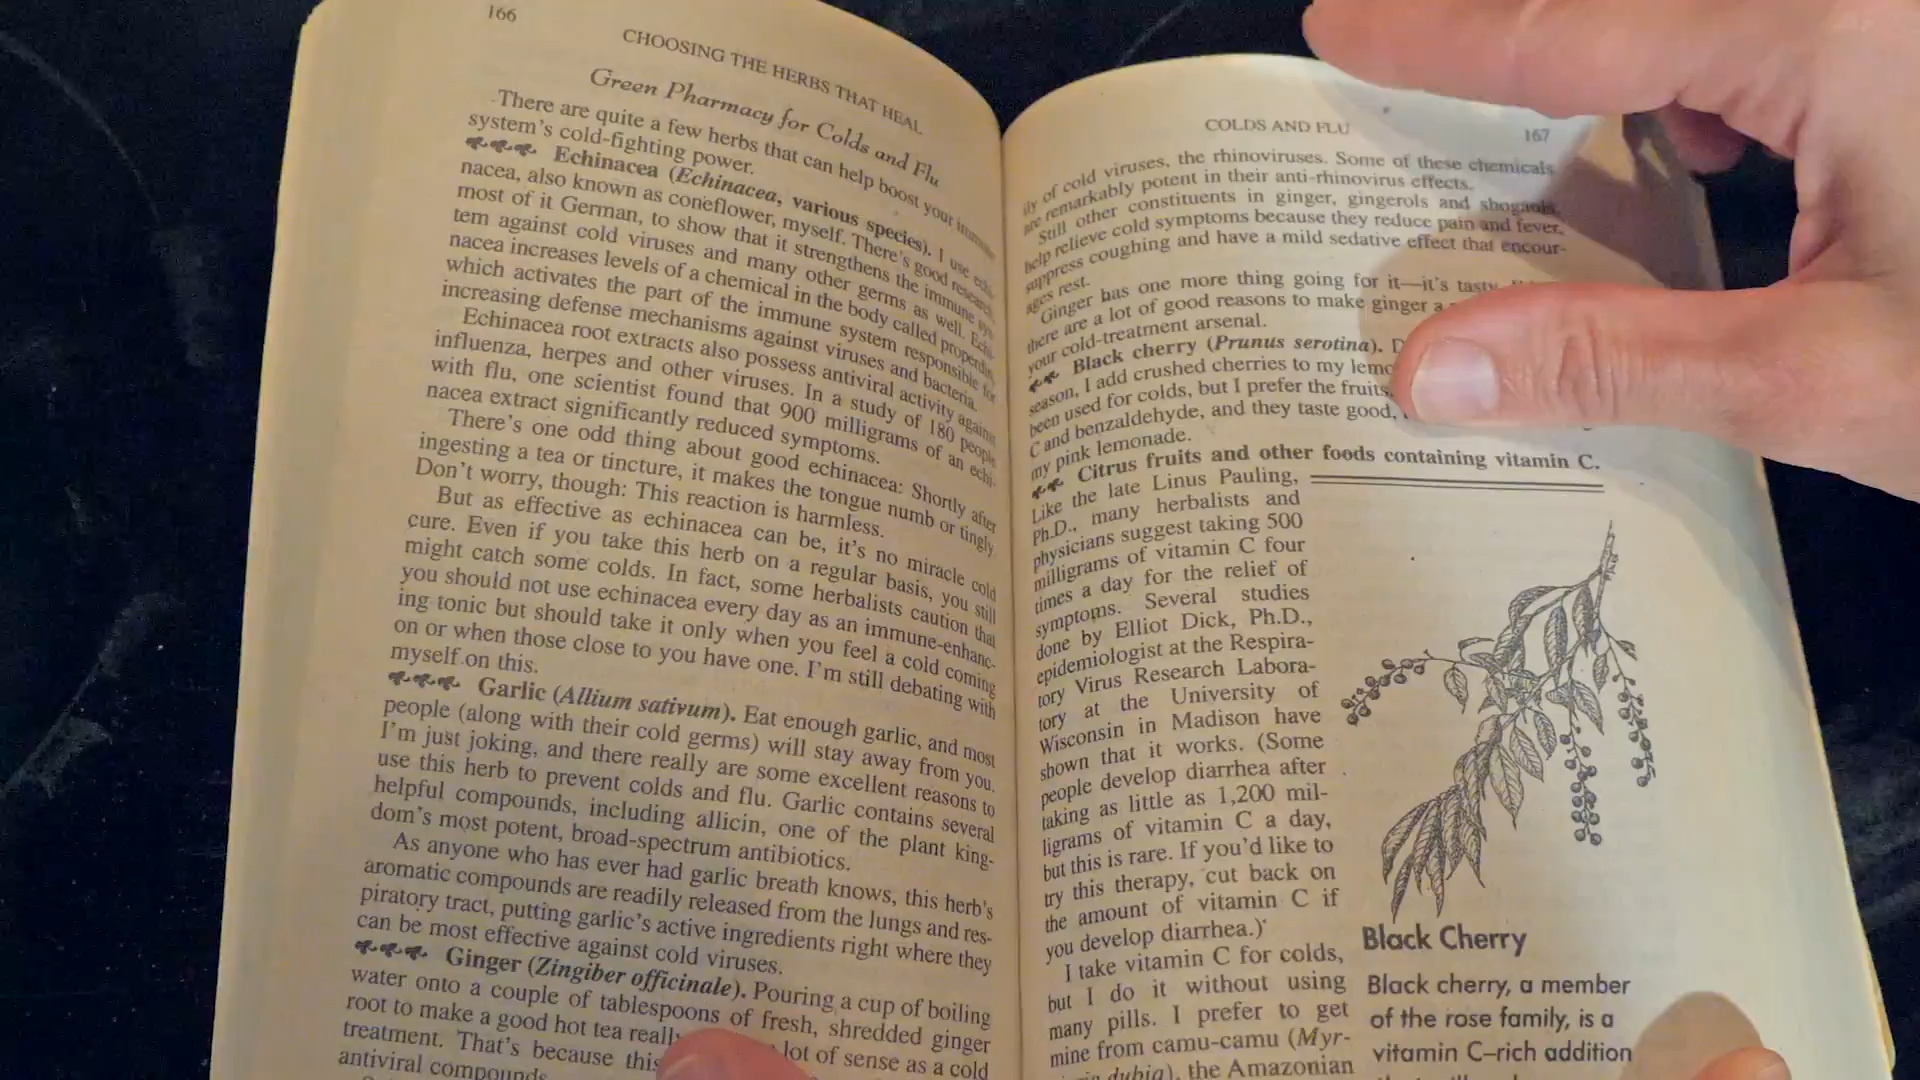 166
CHOOSING THE HERBS THAT HEAL
Green Pharmacy for Colds and Flu
There are quite a few herbs that can help boost your immune
system's cold-fighting power.
Echinacea (Echinacea, various species). I use echi-
nacea, also known as coneflower, myself. There's good research,
most of it German, to show that it strengthens the immune sys-
tem against cold viruses and many other germs as well. Echi-
nacea increases levels of a chemical in the body called properdin,
which activates the part of the immune system responsible for
increasing defense mechanisms against viruses and bacteria.
Echinacea root extracts also possess antiviral activity against
influenza, herpes and other viruses. In a study of 180 people
with flu, one scientist found that 900 milligrams of an echi-
nacea extract significantly reduced symptoms.
There's one odd thing about good echinacea: Shortly after
ingesting a tea or tincture, it makes the tongue numb or tingly.
Don't worry, though: This reaction is harmless.
But as effective as echinacea can be, it's no miracle cold
cure. Even if you take this herb on a regular basis, you still
might catch some colds. In fact, some herbalists caution that
you should not use echinacea every day as an immune-enhanc-
ing tonic but should take it only when you feel a cold coming
on or when those close to you have one. I'm still debating with
myself on this.
Garlic (Allium sativum). Eat enough garlic, and most
people (along with their cold germs) will stay away from you.
I'm just joking, and there really are some excellent reasons to
use this herb to prevent colds and flu. Garlic contains several
helpful compounds, including allicin, one of the plant king-
dom's most potent, broad-spectrum antibiotics.
As anyone who has ever had garlic breath knows, this herb's
aromatic compounds are readily released from the lungs and res-
piratory tract, putting garlic's active ingredients right where they
can be most effective against cold viruses.
Ginger (Zingiber officinale). Pouring a cup of boiling
water onto a couple of tablespoons of fresh, shredded ginger
root to make a good hot tea lot of sense as a cold
treatment. That's because this
antiviral compounds
COLDS AND FLU
167
ily of cold viruses, the rhinoviruses. Some of these chemicals
are remarkably potent in their anti-rhinovirus effects.
Still other constituents in ginger, gingerols and shogaols,
help relieve cold symptoms because they reduce pain and fever,
suppress coughing and have a mild sedative effect that encour-
ages rest.
Ginger has one more thing going for it—it's tasty.
there are a lot of good reasons to make ginger a
your cold-treatment arsenal.
Black cherry (Prunus serotina).
season, I add crushed cherries to my
been used for colds, but I prefer the fruits.
C and benzaldehyde, and they taste good,
my pink lemonade.
Citrus fruits and other foods containing vitamin C.
Like the late Linus Pauling,
Ph.D., many herbalists and
physicians suggest taking 500
milligrams of vitamin C four
times a day for the relief of
symptoms. Several studies
done by Elliot Dick, Ph.D.,
epidemiologist at the Respira-
tory Virus Research Labora-
tory at the University of
Wisconsin in Madison have
shown that it works. (Some
people develop diarrhea after
taking as little as 1,200 mil-
ligrams of vitamin C a day,
but this is rare. If you'd like to
try this therapy, cut back on
the amount of vitamin C if
you develop diarrhea.)
I take vitamin C for colds,
but I do it without using
many pills. I prefer to get
mine from camu-camu (Myr-
dubia), the Amazonian
Black Cherry
Black cherry, a member
of the rose family, is a
vitamin C–rich addition